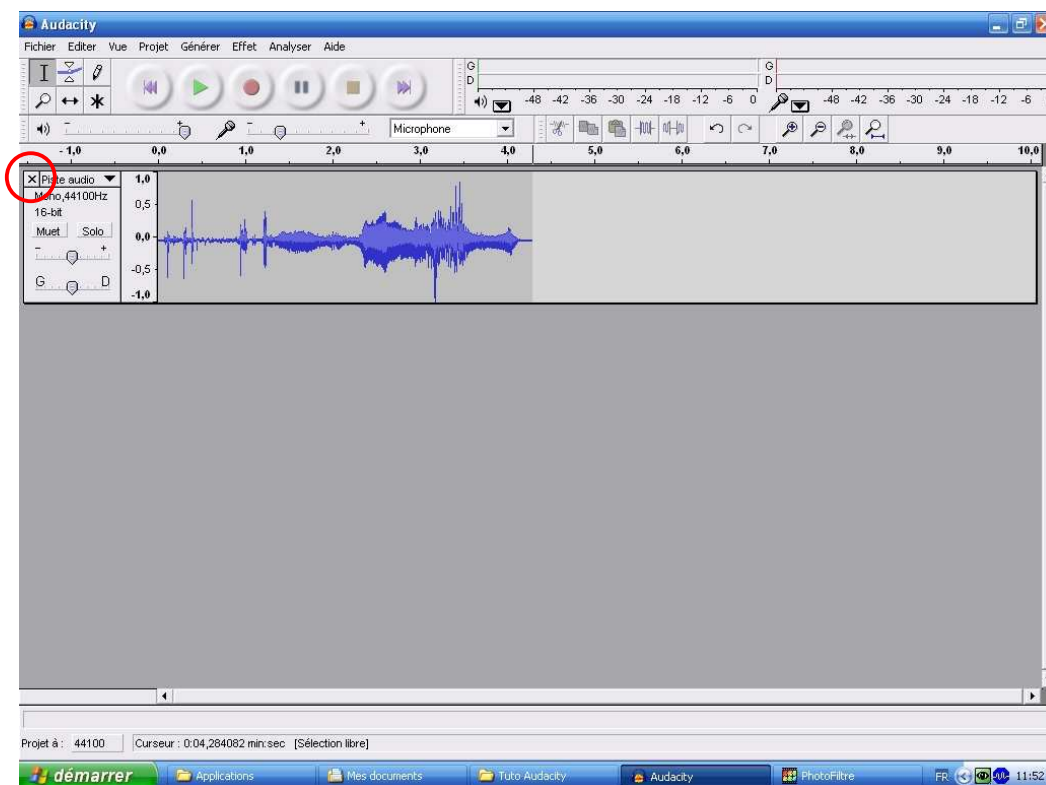 Audacity
Fichier Editer Vue Projet Générer Effet Analyser Aide
G
D
-48 -42 -36 -30 -24 -18 -12 -6 0
G
D
-48 -42 -36 -30 -24 -18 -12 -6
- +
- +
Microphone
- 1,0 0,0 1,0 2,0 3,0 4,0 5,0 6,0 7,0 8,0 9,0 10,0
X Piste audio
Mono,44100Hz
16-bit
Muet Solo
- +
G D
1,0
0,5
0,0
-0,5
-1,0
Projet à : 44100 Curseur : 0:04,284082 min:sec [Sélection libre]
démarrer Applications Mes documents Tuto Audacity Audacity PhotoFiltre FR 11:52